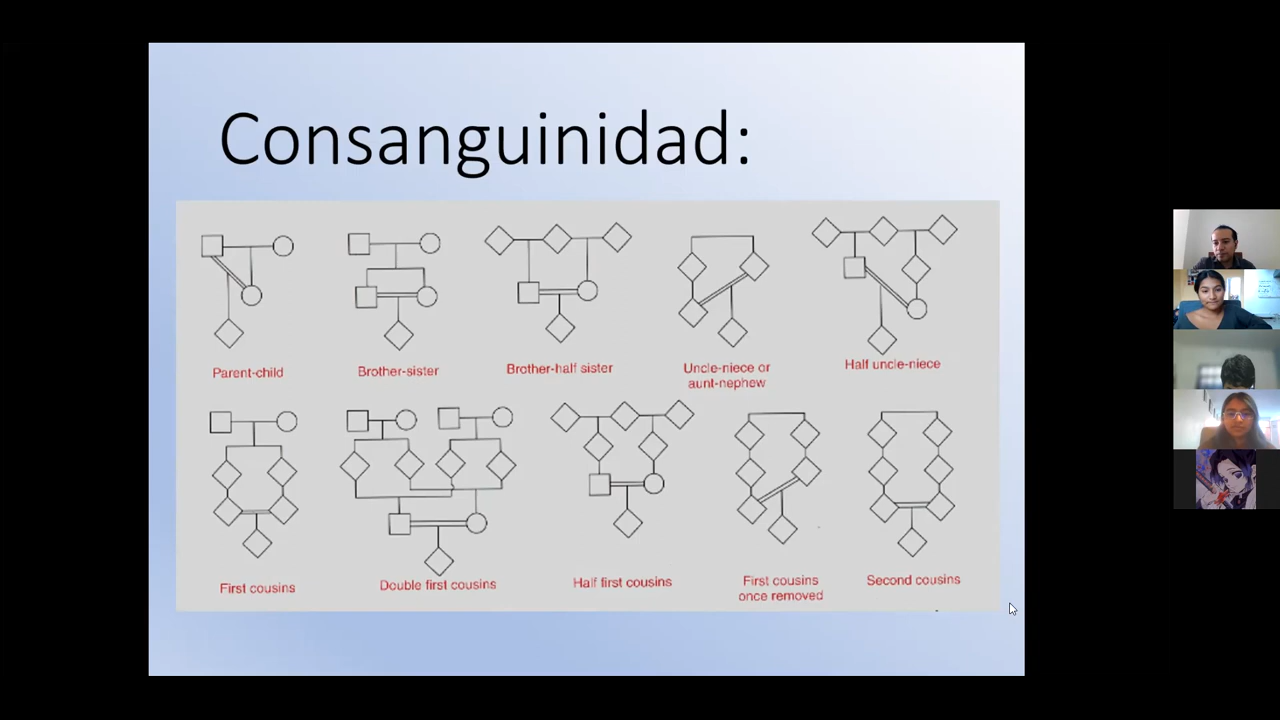 Consanguinidad:
Parent-child
Brother-sister
Brother-half sister
Uncle-niece or
aunt-nephew
Half uncle-niece
First cousins
Double first cousins
Half first cousins
First cousins
once removed
Second cousins